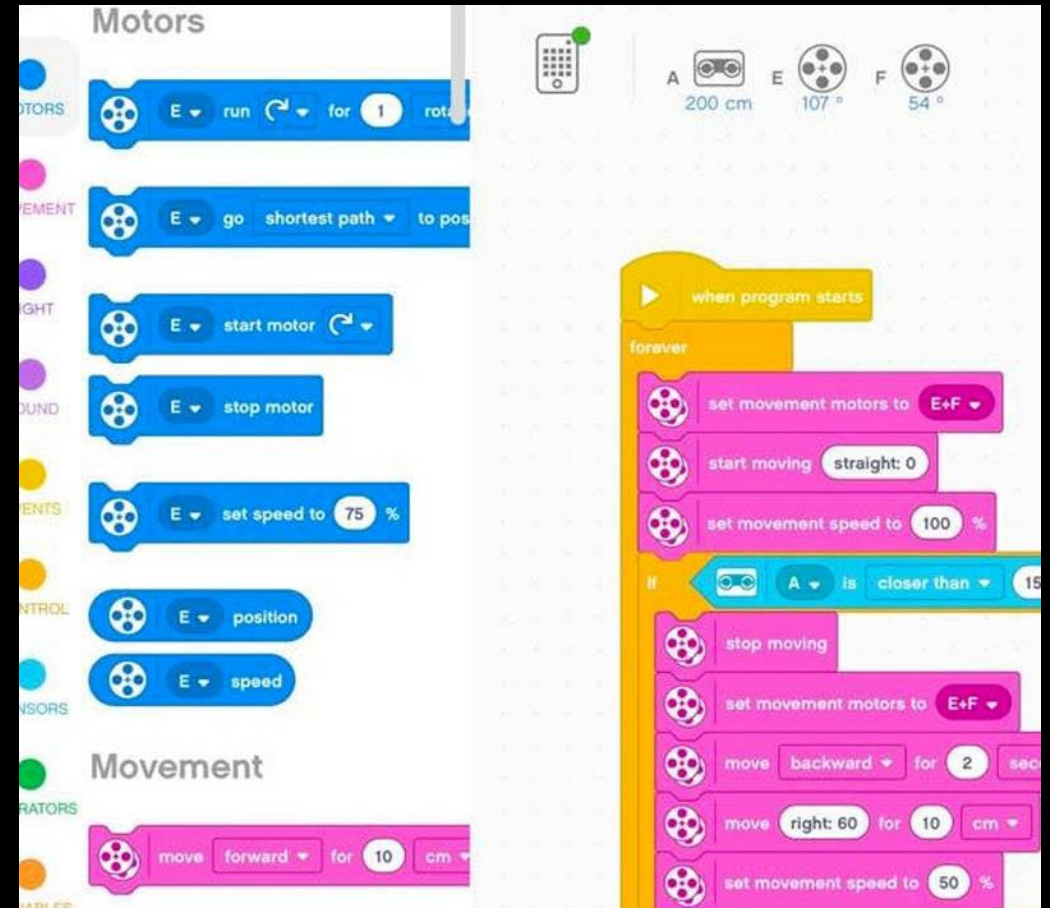 Motors
OTORS
E run for 1 rota
EMENT
E go shortest path to pos
IGHT
E start motor
OUND
E stop motor
ENTS
E set speed to 75 %
NTROL
E position
NSORS
E speed
RATORS
Movement
move forward for 10 cm
ABLES
A
200 cm
E
107 °
F
54 °
when program starts
forever
set movement motors to E+F
start moving straight: 0
set movement speed to 100 %
if A is closer than 15
stop moving
set movement motors to E+F
move backward for 2 sec
move right: 60 for 10 cm
set movement speed to 50 %